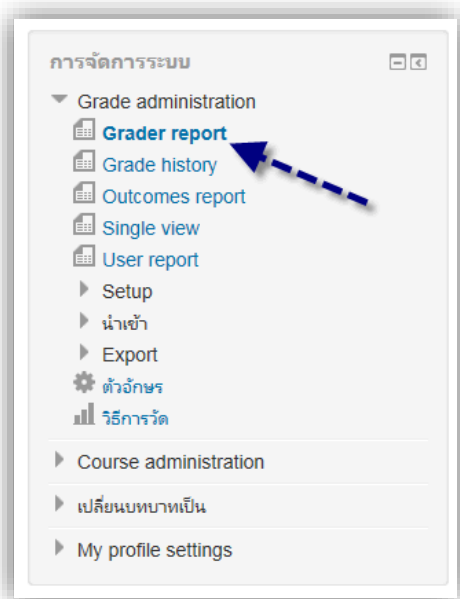 การจัดการระบบ
Grade administration
Grader report
Grade history
Outcomes report
Single view
User report
Setup
นำเข้า
Export
ตัวอักษร
วิธีการวัด
Course administration
เปลี่ยนบทบาทเป็น
My profile settings